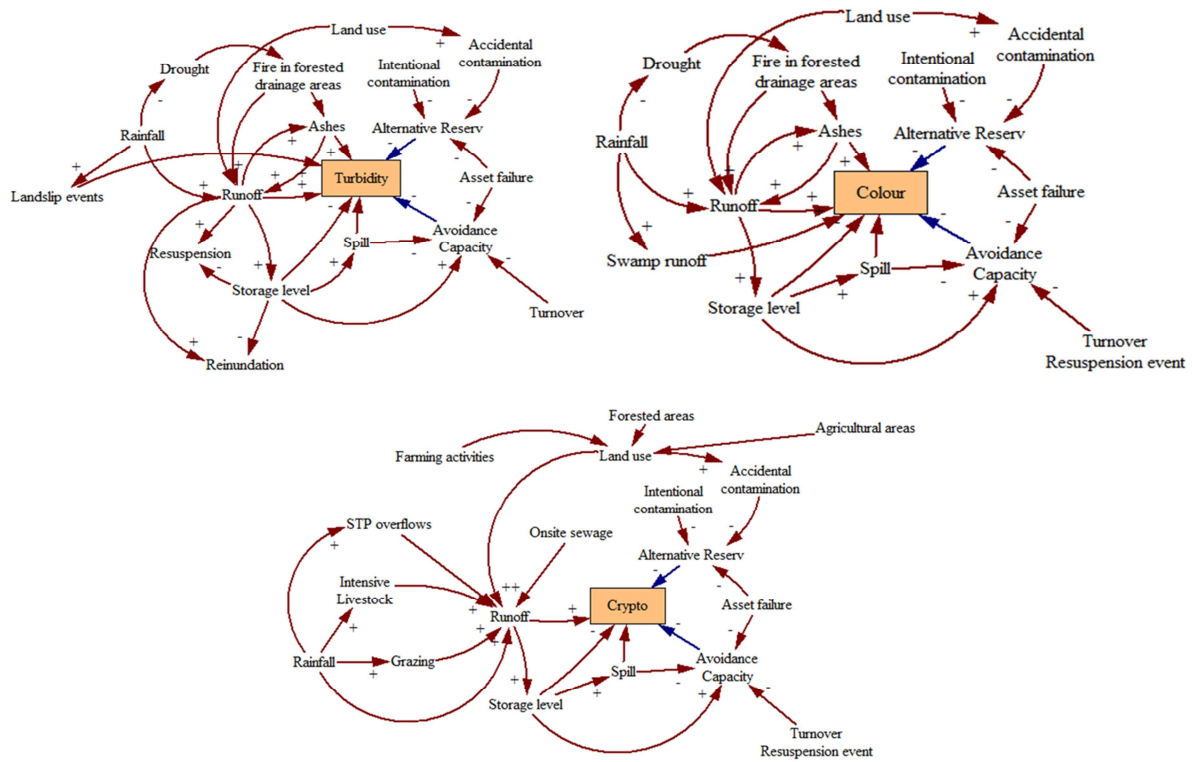 Land use
Accidental
contamination
Drought
Fire in forested
drainage areas
Intentional
contamination
Rainfall
Ashes
Alternative Reserv
Landslip events
Runoff
Turbidity
Asset failure
Resuspension
Spill
Avoidance
Capacity
Storage level
Turnover
Reinundation
Land use
Accidental
contamination
Drought
Fire in forested
drainage areas
Intentional
contamination
Rainfall
Ashes
Alternative Reserv
Runoff
Colour
Asset failure
Swamp runoff
Spill
Avoidance
Capacity
Storage level
Turnover
Resuspension event
Forested areas
Farming activities
Land use
Agricultural areas
Accidental
contamination
Intentional
contamination
STP overflows
Onsite sewage
Alternative Reserv
Intensive
Livestock
Runoff
Crypto
Asset failure
Rainfall
Grazing
Spill
Avoidance
Capacity
Storage level
Turnover
Resuspension event